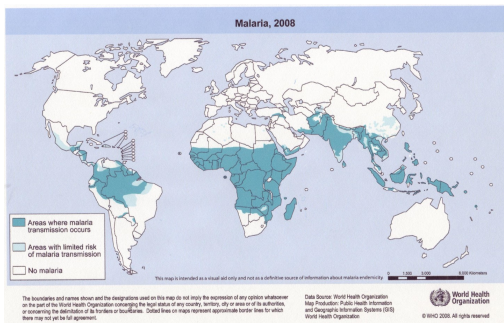 Malaria, 2008
Areas where malaria
transmission occurs
Areas with limited risk
of malaria transmission
No malaria
This map is intended as a visual aid only and not as a definitive source of information about malaria endemicity
0 1,500 3,000 6,000 Kilometers
The boundaries and names shown and the designations used on this map do not imply the expression of any opinion whatsoever
on the part of the World Health Organization concerning the legal status of any country, territory, city or area or of its authorities,
or concerning the delimitation of its frontiers or boundaries. Dotted lines on maps represent approximate border lines for which
there may not yet be full agreement.
Data Source: World Health Organization
Map Production: Public Health Information
and Geographic Information Systems (GIS)
World Health Organization
World Health
Organization
© WHO 2008. All rights reserved.